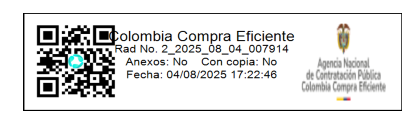 Colombia Compra Eficiente
Rad No. 2_2025_08_04_007914
Anexos: No Con copia: No
Fecha: 04/08/2025 17:22:46
Agencia Nacional
de Contratación Pública
Colombia Compra Eficiente